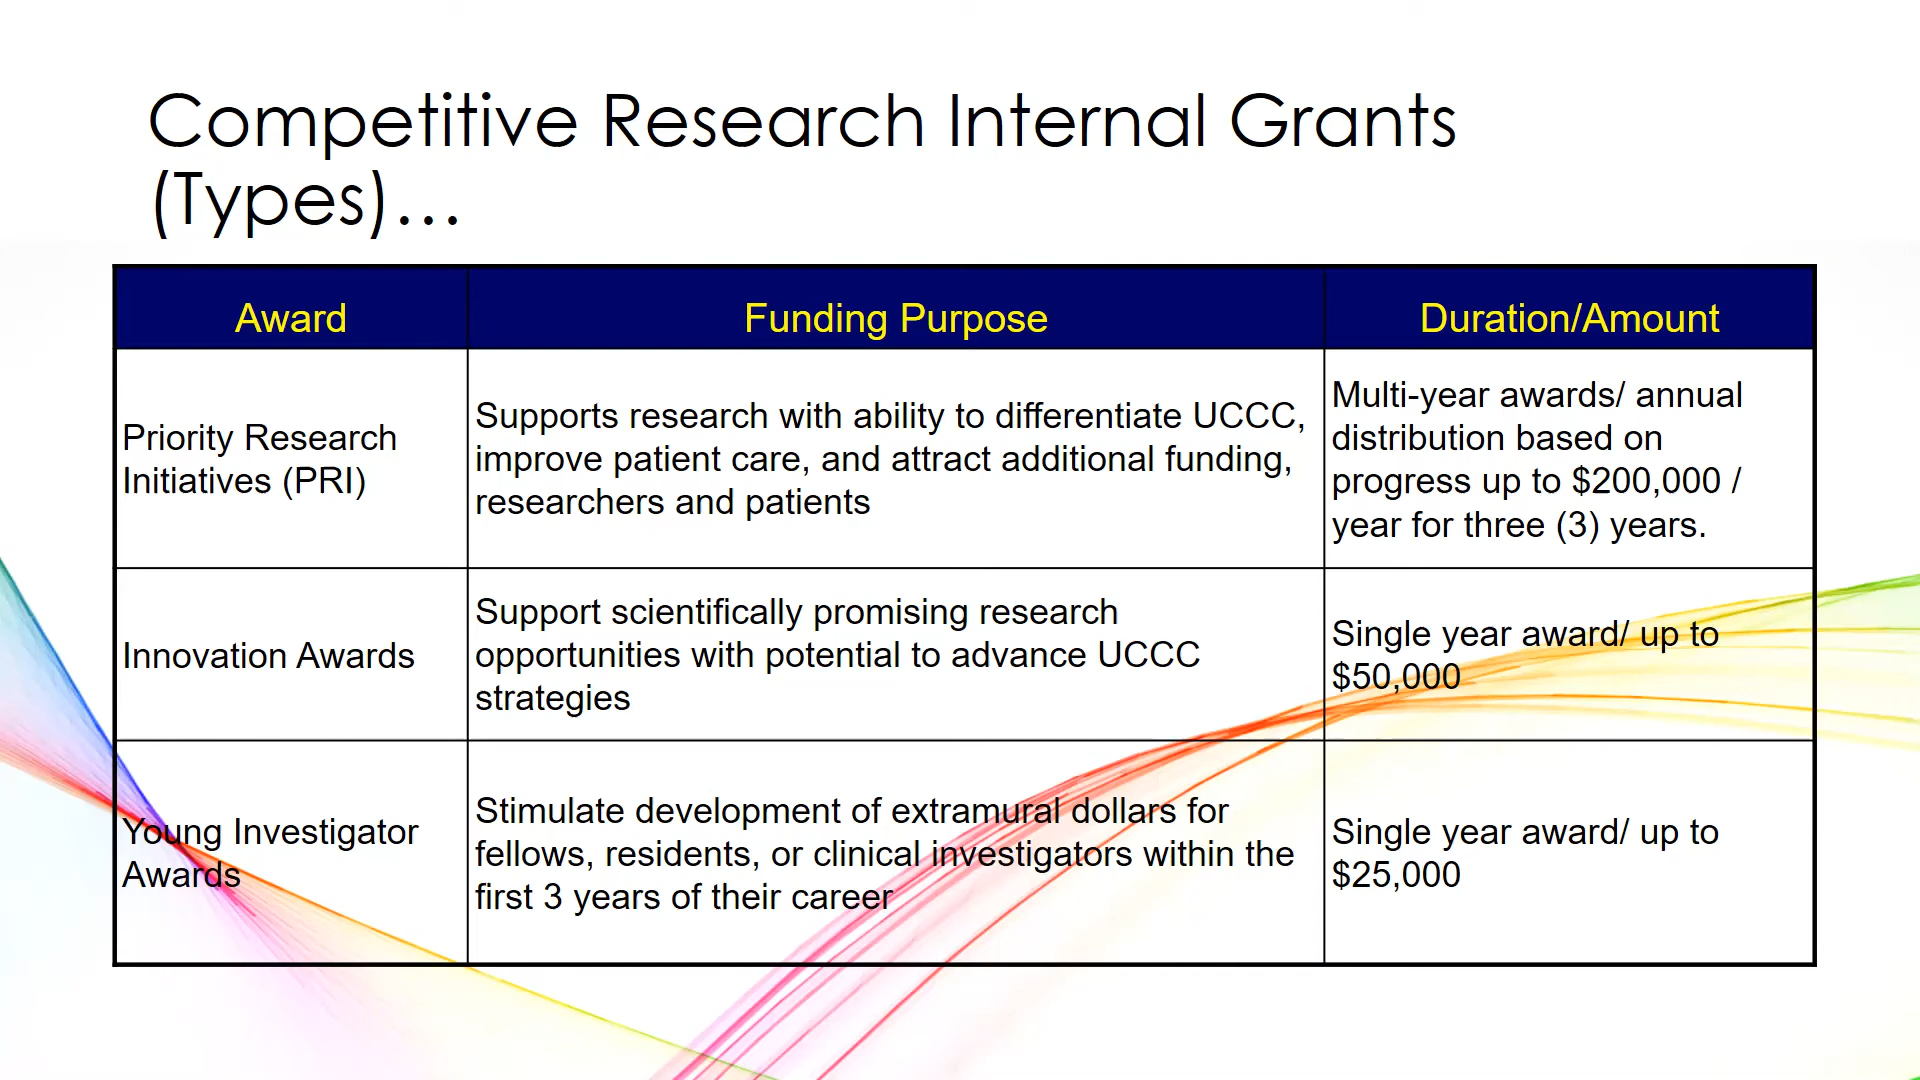 Competitive Research Internal Grants
(Types)...
Award
Funding Purpose
Duration/Amount
Priority Research
Initiatives (PRI)
Supports research with ability to differentiate UCCC,
improve patient care, and attract additional funding,
researchers and patients
Multi-year awards/ annual
distribution based on
progress up to $200,000 /
year for three (3) years.
Innovation Awards
Support scientifically promising research
opportunities with potential to advance UCCC
strategies
Single year award/ up to
$50,000
Young Investigator
Awards
Stimulate development of extramural dollars for
fellows, residents, or clinical investigators within the
first 3 years of their career
Single year award/ up to
$25,000